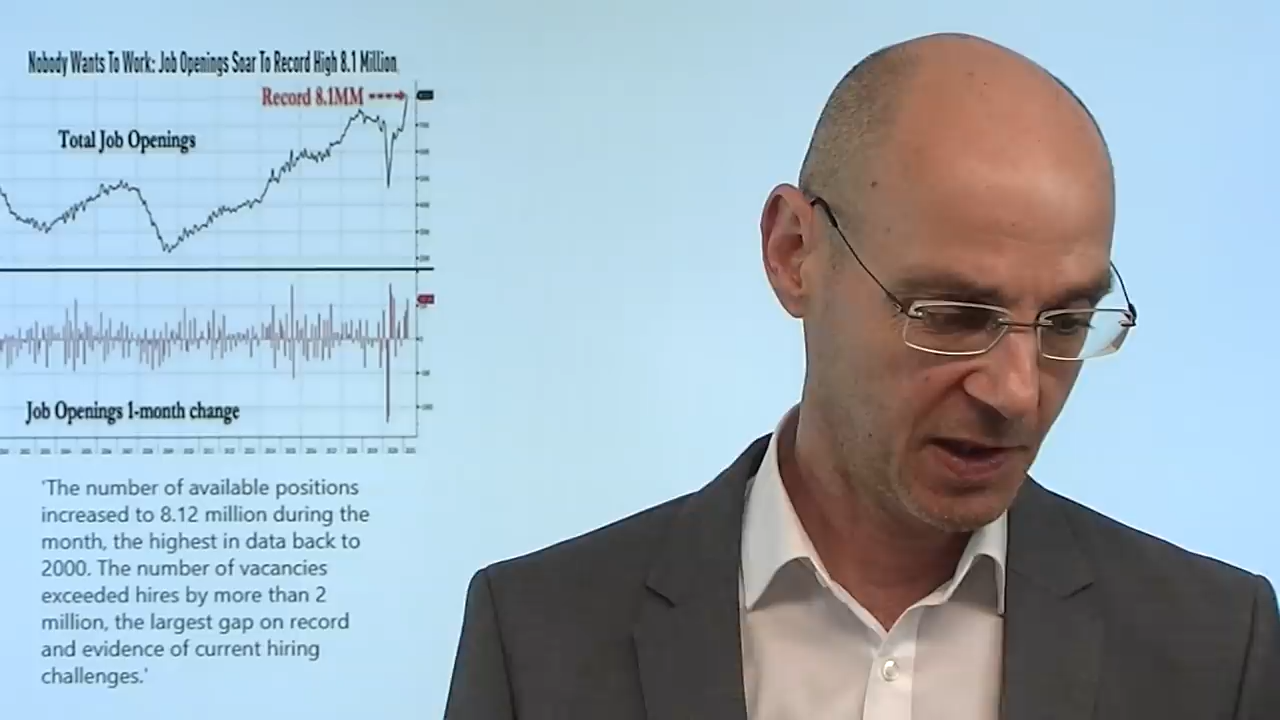 Nobody Wants To Work: Job Openings Soar To Record High 8.1 Million
Record 8.1MM
Total Job Openings
Job Openings 1-month change
'The number of available positions
increased to 8.12 million during the
month, the highest in data back to
2000. The number of vacancies
exceeded hires by more than 2
million, the largest gap on record
and evidence of current hiring
challenges.'